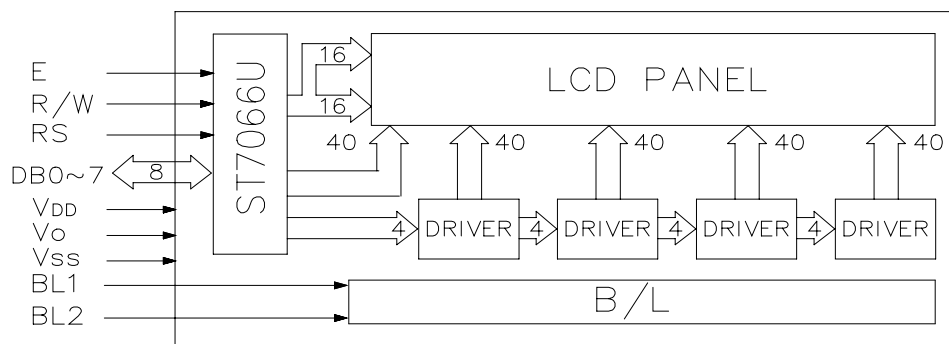 E
R/W
RS
DB0~7
8
VDD
Vo
Vss
BL1
BL2
ST7066U
16
16
LCD PANEL
40
40
40
40
40
4
DRIVER
4
DRIVER
4
DRIVER
4
DRIVER
B/L